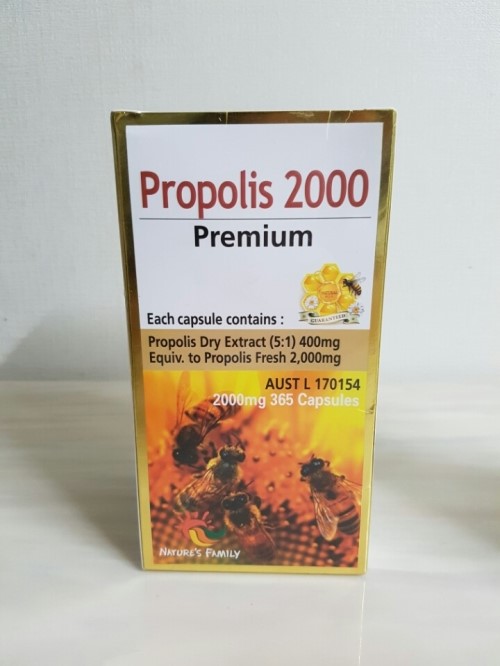 Propolis 2000
Premium
GUARANTEED
Each capsule contains :
Propolis Dry Extract (5:1) 400mg
Equiv. to Propolis Fresh 2,000mg
AUST L 170154
2000mg 365 Capsules
NATURE'S FAMILY